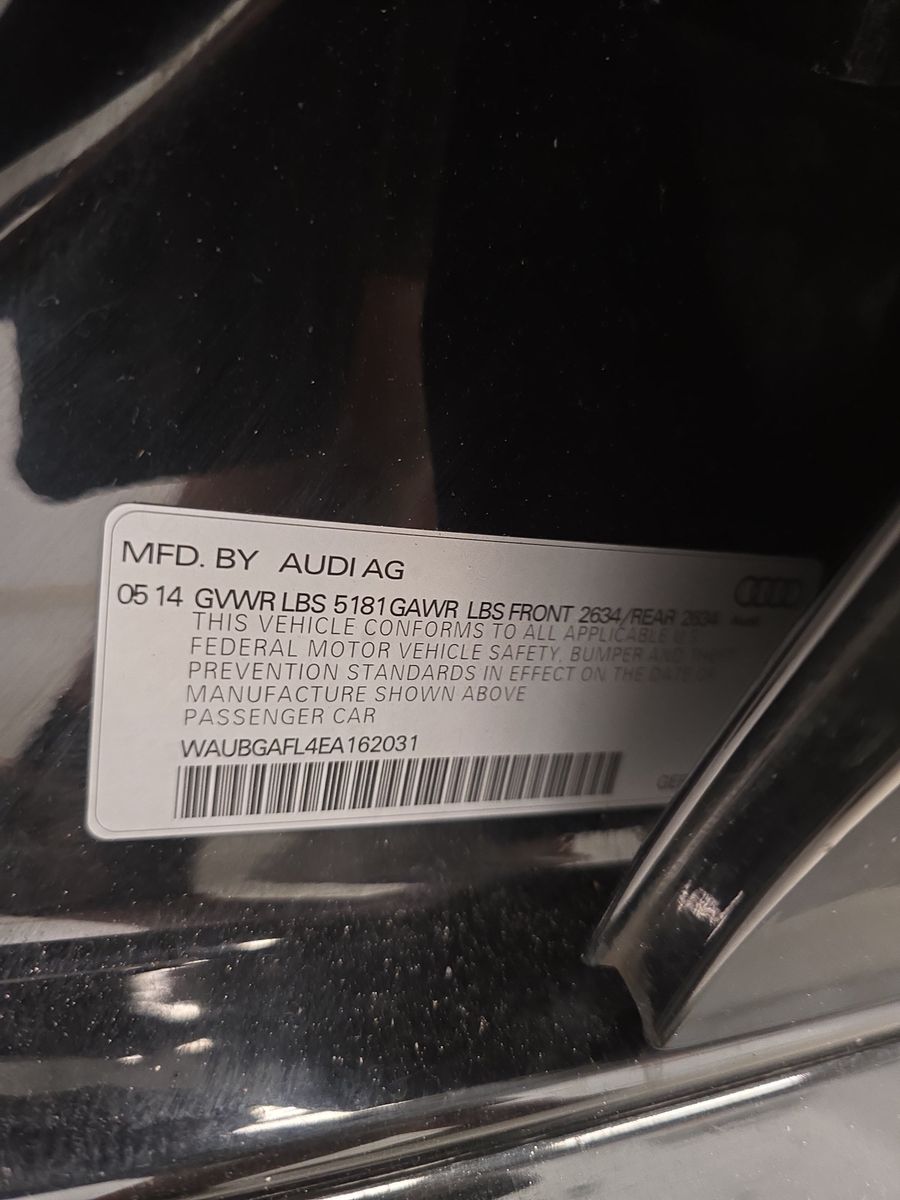 MFD. BY AUDI AG
05 14 GVWR LBS 5181 GAWR LBS FRONT 2634/REAR 2634
Audi
THIS VEHICLE CONFORMS TO ALL APPLICABLE U.S.
FEDERAL MOTOR VEHICLE SAFETY, BUMPER AND THEFT
PREVENTION STANDARDS IN EFFECT ON THE DATE OF
MANUFACTURE SHOWN ABOVE
PASSENGER CAR
WAUBGAFL4EA162031